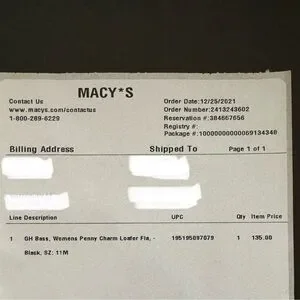 MACY*S
Contact Us
www.macys.com/contactus
1-800-289-6229
Order Date:12/25/2021
Order Number:2413243602
Reservation #:384667656
Registry #:
Package #:10000000000069134340
Billing Address
Shipped To
Page 1 of 1
Line Description UPC Qty Item Price
1 GH Bass, Womens Penny Charm Loafer Fla, - 195195097079 1 135.00
Black, SZ: 11M